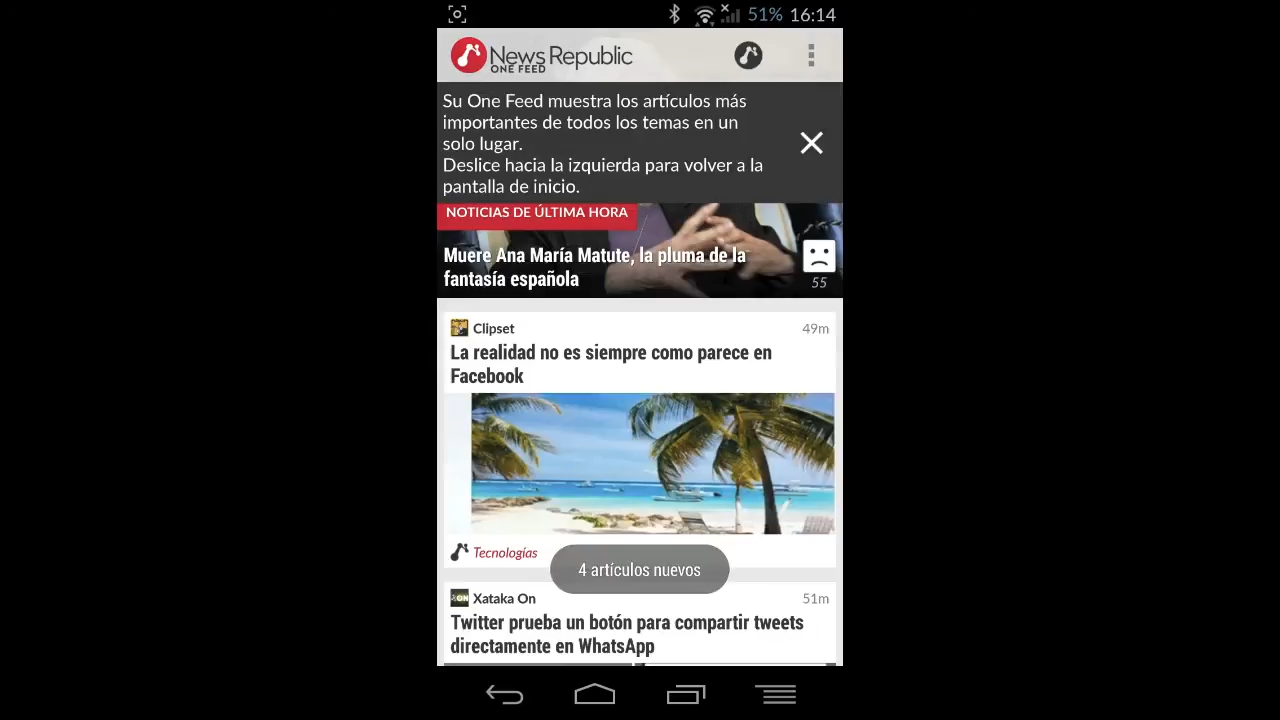 51% 16:14
News Republic
ONE FEED
Su One Feed muestra los artículos más
importantes de todos los temas en un
solo lugar.
Deslice hacia la izquierda para volver a la
pantalla de inicio.
NOTICIAS DE ÚLTIMA HORA
Muere Ana María Matute, la pluma de la
fantasía española
55
Clipset 49m
La realidad no es siempre como parece en
Facebook
Tecnologías
4 artículos nuevos
Xataka On 51m
Twitter prueba un botón para compartir tweets
directamente en WhatsApp